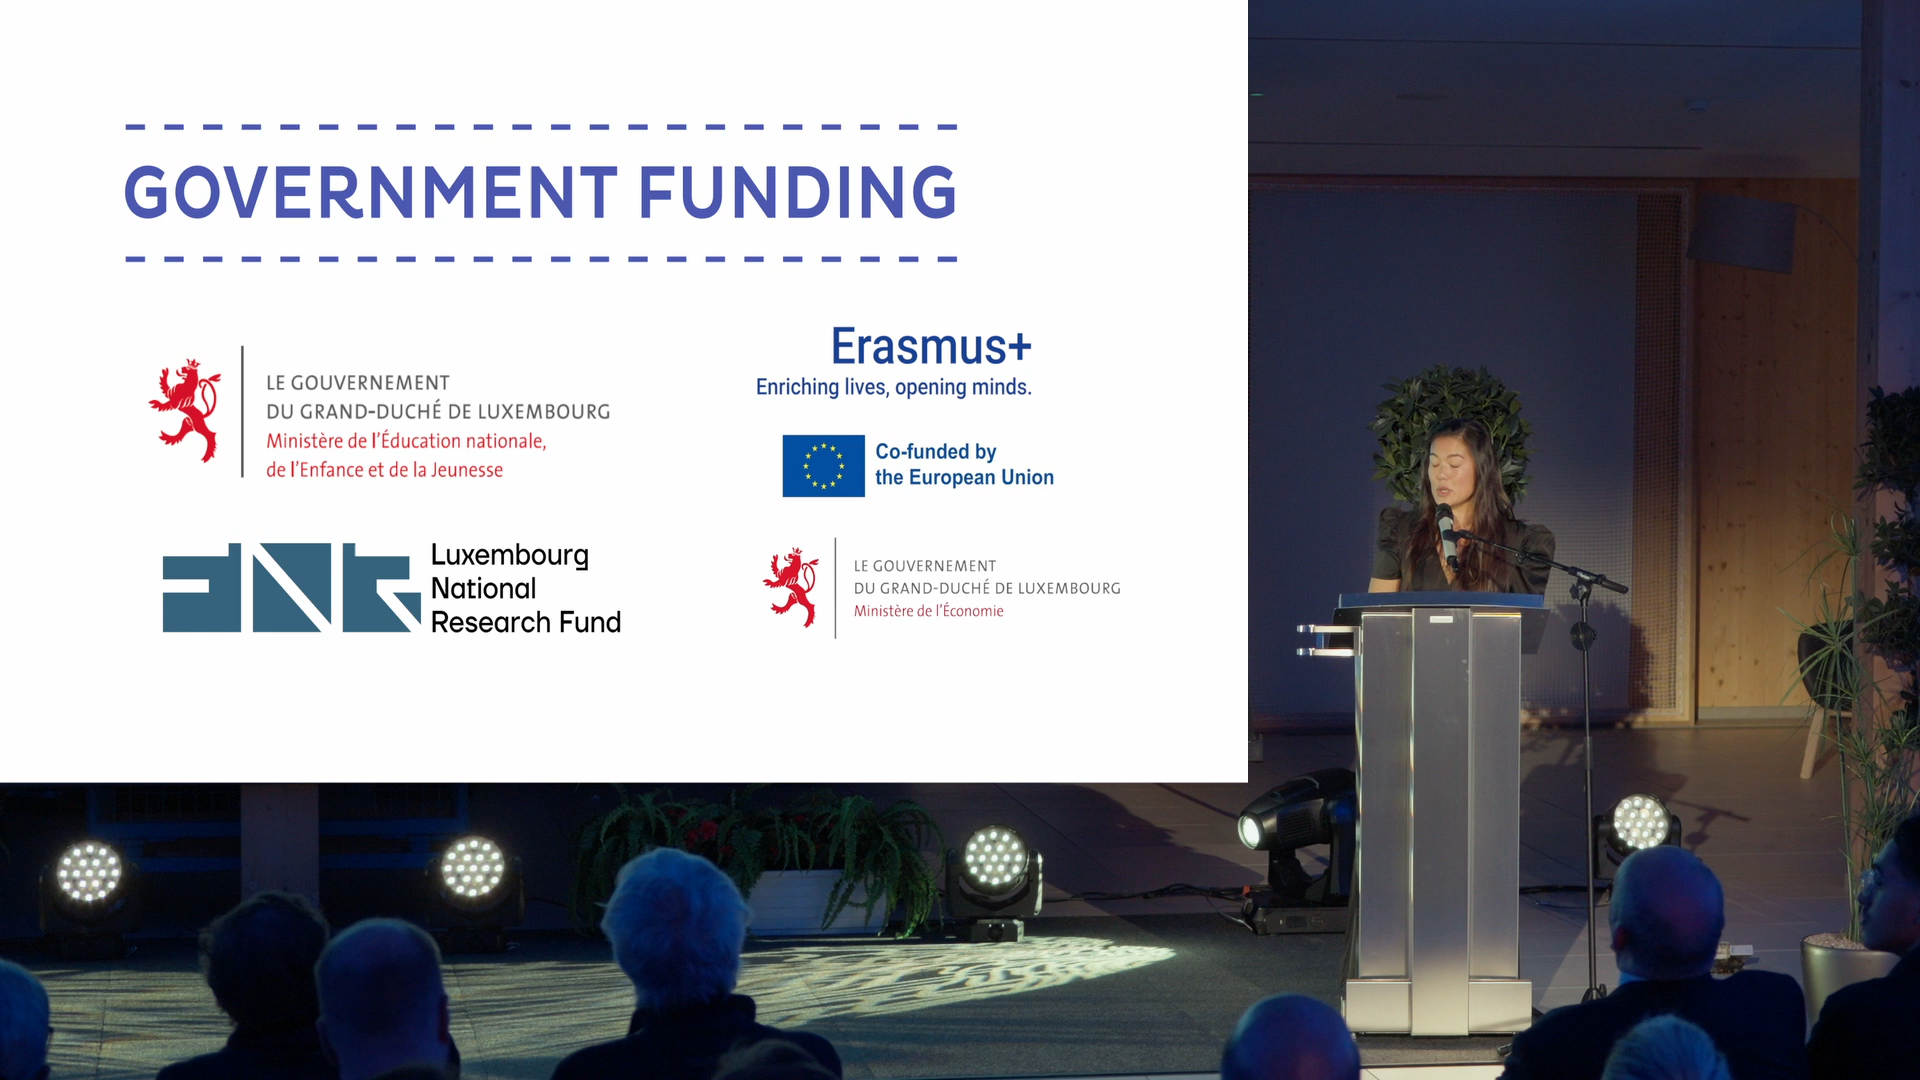 GOVERNMENT FUNDING
LE GOUVERNEMENT
DU GRAND-DUCHÉ DE LUXEMBOURG
Ministère de l'Éducation nationale,
de l'Enfance et de la Jeunesse
Erasmus+
Enriching lives, opening minds.
Co-funded by
the European Union
FNR
Luxembourg
National
Research Fund
LE GOUVERNEMENT
DU GRAND-DUCHÉ DE LUXEMBOURG
Ministère de l'Économie